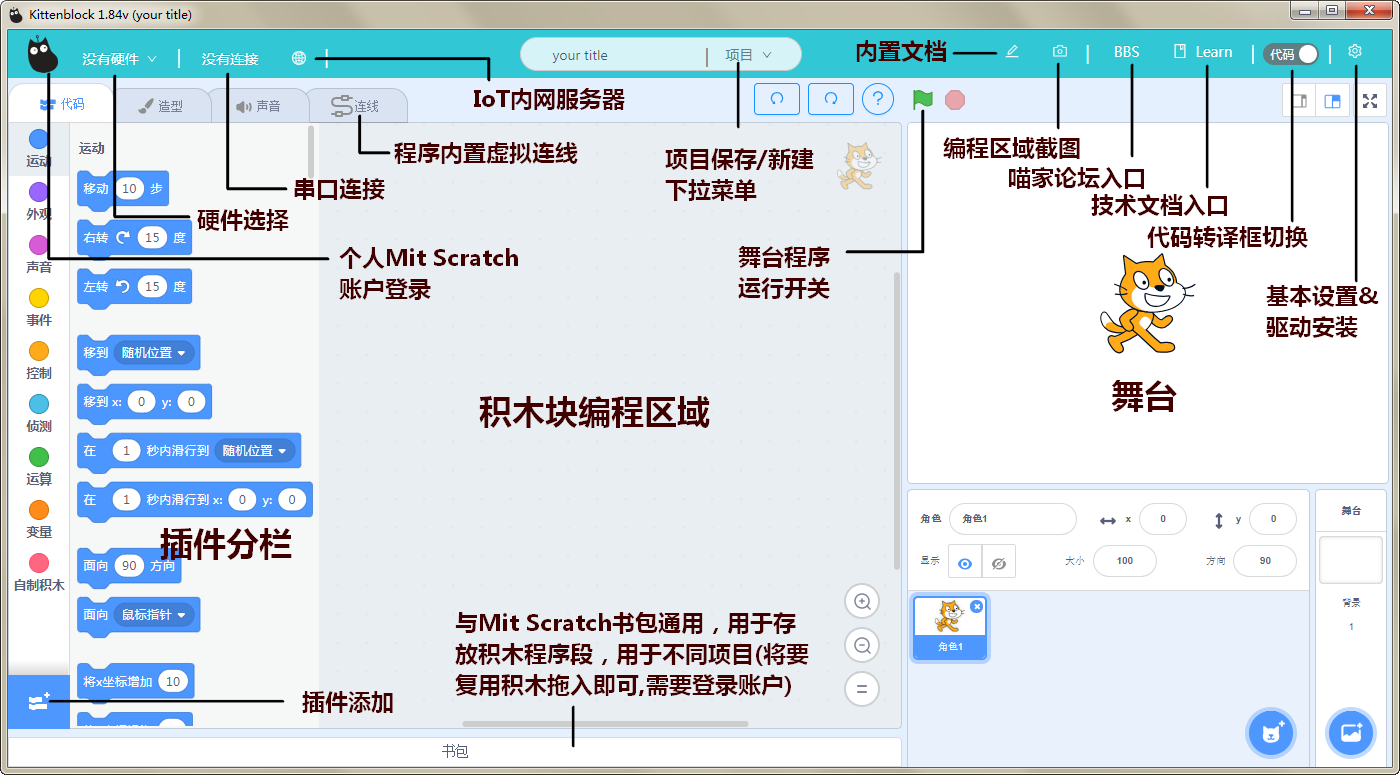 Kittenblock 1.84v (your title)
没有硬件
没有连接
your title
项目
内置文档
BBS
Learn
代码
IoT内网服务器
代码
造型
声音
连线
程序内置虚拟连线
项目保存/新建
下拉菜单
编程区域截图
喵家论坛入口
技术文档入口
代码转译框切换
基本设置&
驱动安装
串口连接
硬件选择
个人Mit Scratch
账户登录
舞台程序
运行开关
运动
外观
声音
事件
控制
侦测
运算
变量
自制积木
运动
移动 10 步
右转 15 度
左转 15 度
移到 随机位置
移到 x: 0 y: 0
在 1 秒内滑行到 随机位置
在 1 秒内滑行到 x: 0 y: 0
插件分栏
面向 90 方向
面向 鼠标指针
将x坐标增加 10
积木块编程区域
舞台
与Mit Scratch书包通用，用于存
放积木程序段，用于不同项目(将要
复用积木拖入即可,需要登录账户)
插件添加
书包
角色 角色1 x 0 y 0
显示 大小 100 方向 90
角色1
舞台
背景
1